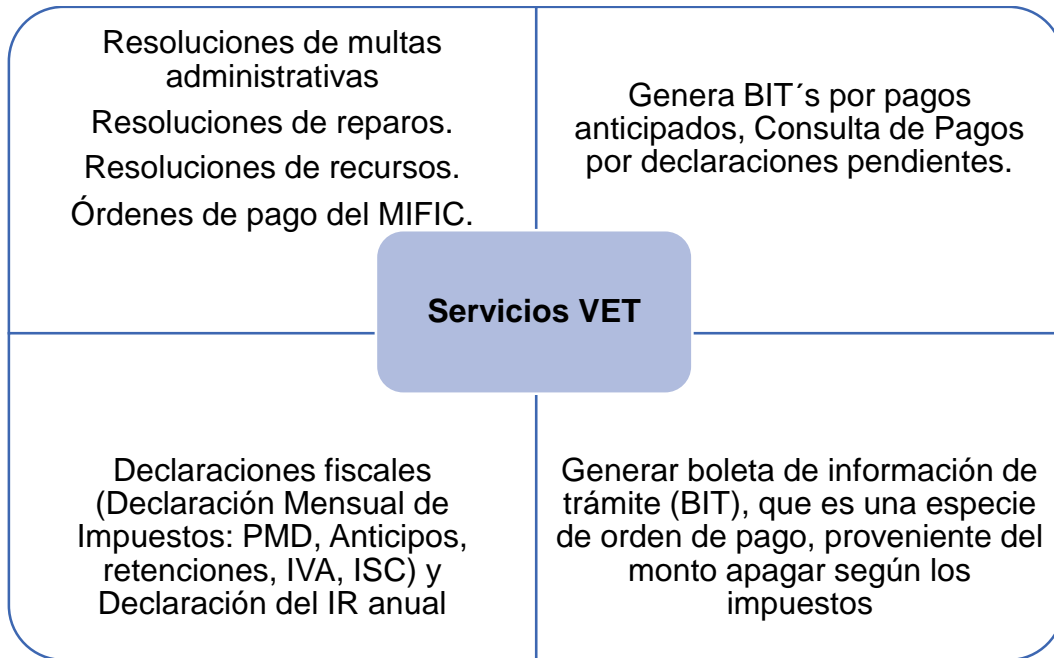 Resoluciones de multas
administrativas
Resoluciones de reparos.
Resoluciones de recursos.
Órdenes de pago del MIFIC.
Genera BIT´s por pagos
anticipados, Consulta de Pagos
por declaraciones pendientes.
Servicios VET
Declaraciones fiscales
(Declaración Mensual de
Impuestos: PMD, Anticipos,
retenciones, IVA, ISC) y
Declaración del IR anual
Generar boleta de información de
trámite (BIT), que es una especie
de orden de pago, proveniente del
monto apagar según los
impuestos